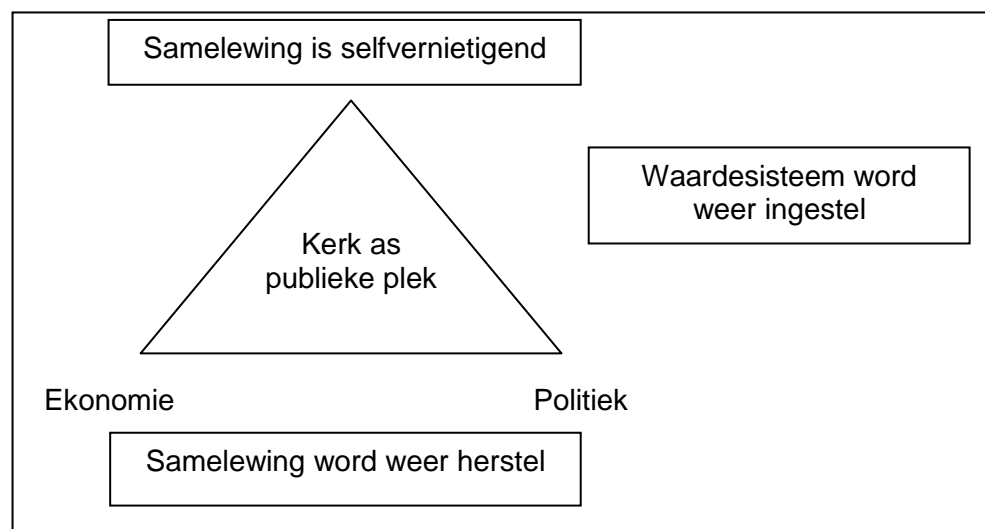 Samelewing is selfvernietigend
Waardesisteem word
weer ingestel
Kerk as
publieke plek
Ekonomie
Politiek
Samelewing word weer herstel